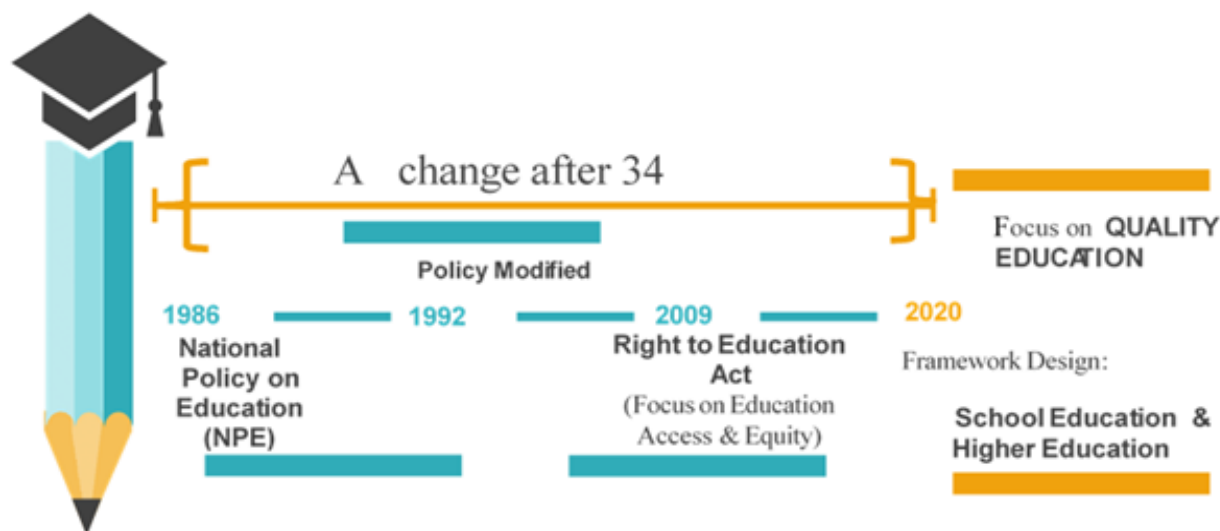 A change after 34
Policy Modified
Focus on QUALITY
EDUCATION
1986
1992
2009
2020
National
Policy on
Education
(NPE)
Right to Education
Act
(Focus on Education
Access & Equity)
Framework Design:
School Education &
Higher Education